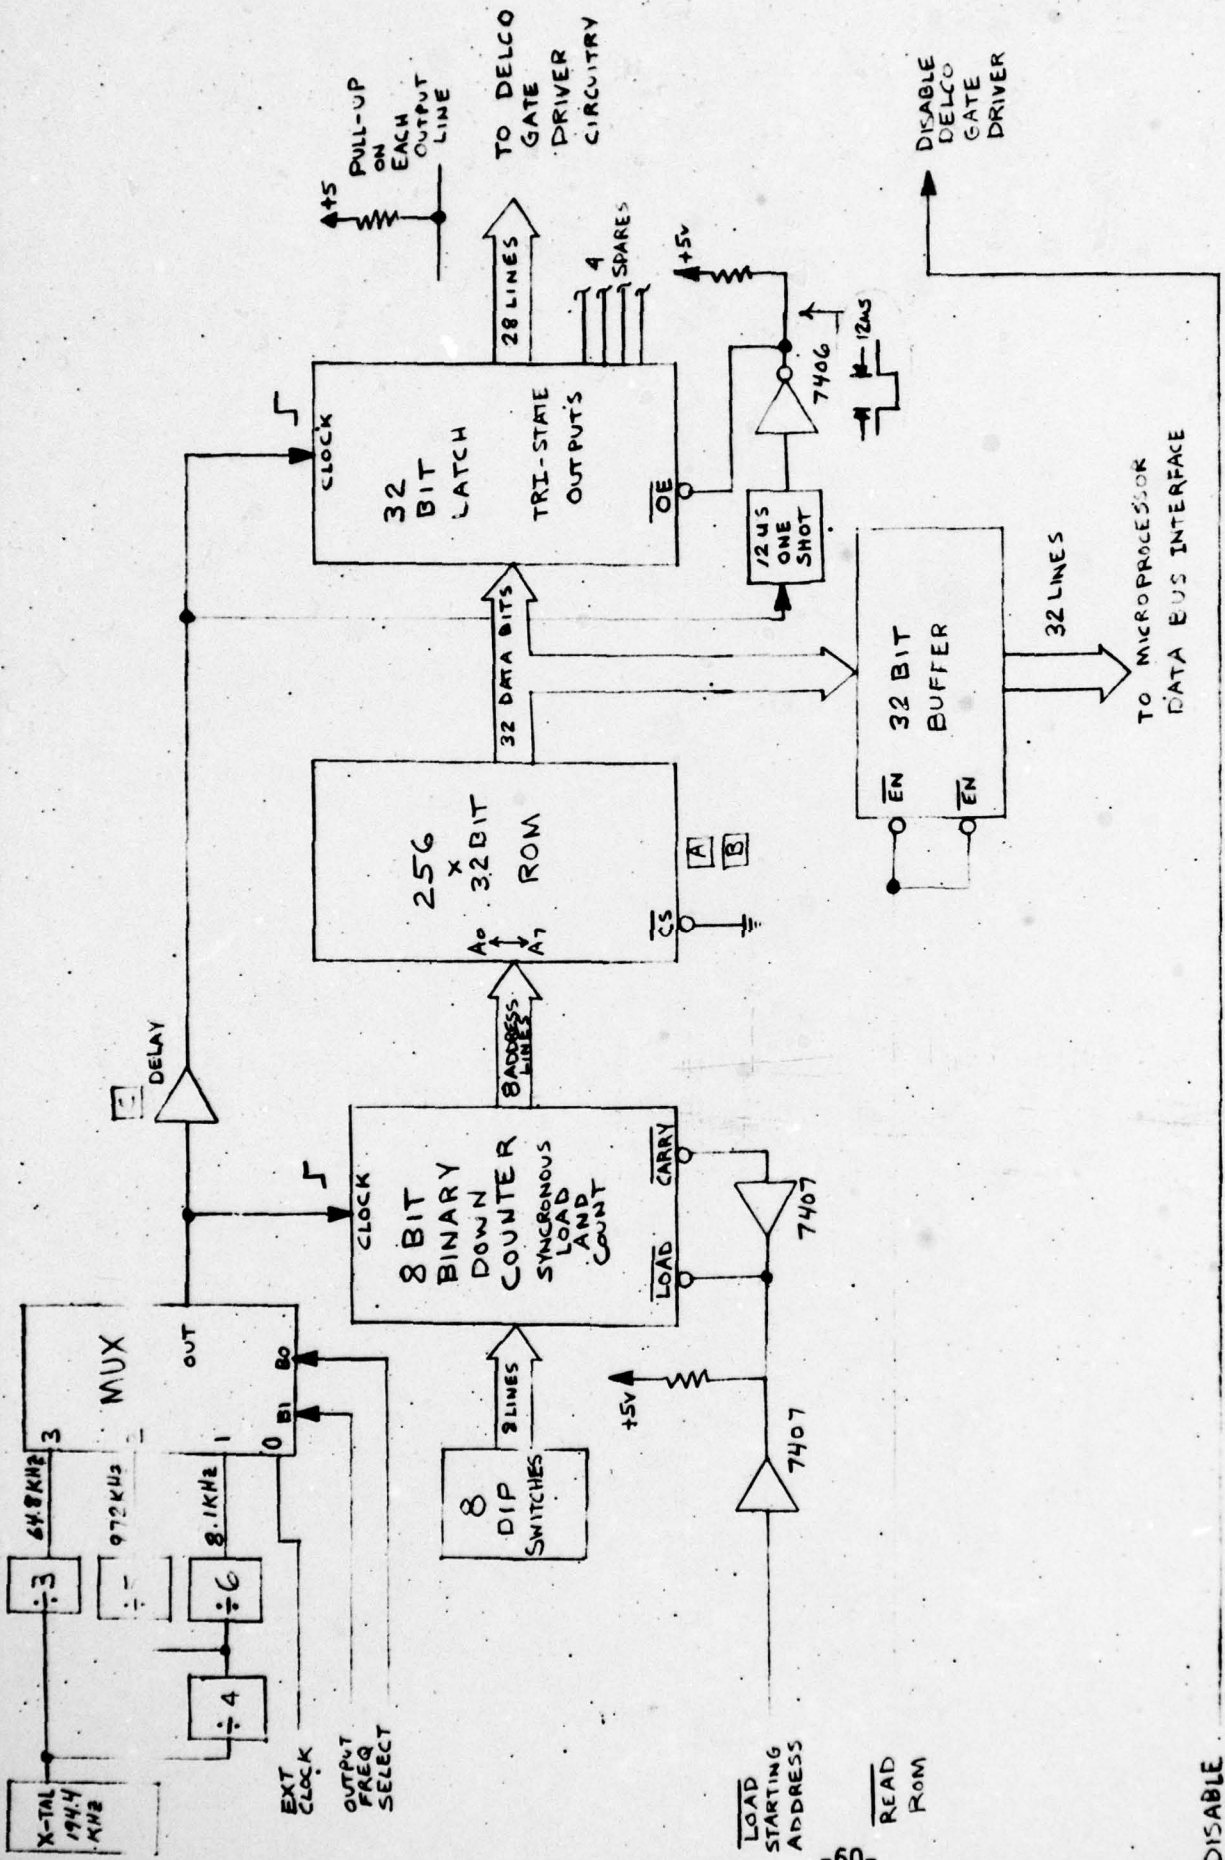 X-TAL
194.4
KHz
÷3
÷4
÷6
64.8KHz
8.1KHz
3
1
0
MUX
OUT
B1
B0
EXT
CLOCK
OUTPUT
FREQ
SELECT
DELAY
8
DIP
SWITCHES
8 LINES
CLOCK
8 BIT
BINARY
DOWN
COUNTER
SYNCRONOUS
LOAD
AND
COUNT
LOAD
CARRY
7407
+5v
7407
LOAD
STARTING
ADDRESS
8 ADDRESS
LINES
256
x
32 BIT
ROM
A0
A7
CS
A
B
32 DATA BITS
CLOCK
32
BIT
LATCH
TRI-STATE
OUTPUTS
OE
28 LINES
TO DELCO
GATE
DRIVER
CIRCUITRY
4
SPARES
+5
PULL-UP
ON
EACH
OUTPUT
LINE
+5v
12us
ONE
SHOT
7406
12us
32 BIT
BUFFER
EN
EN
32 LINES
TO MICROPROCESSOR
DATA BUS INTERFACE
READ
ROM
DISABLE
DISABLE
DELCO
GATE
DRIVER
-60-